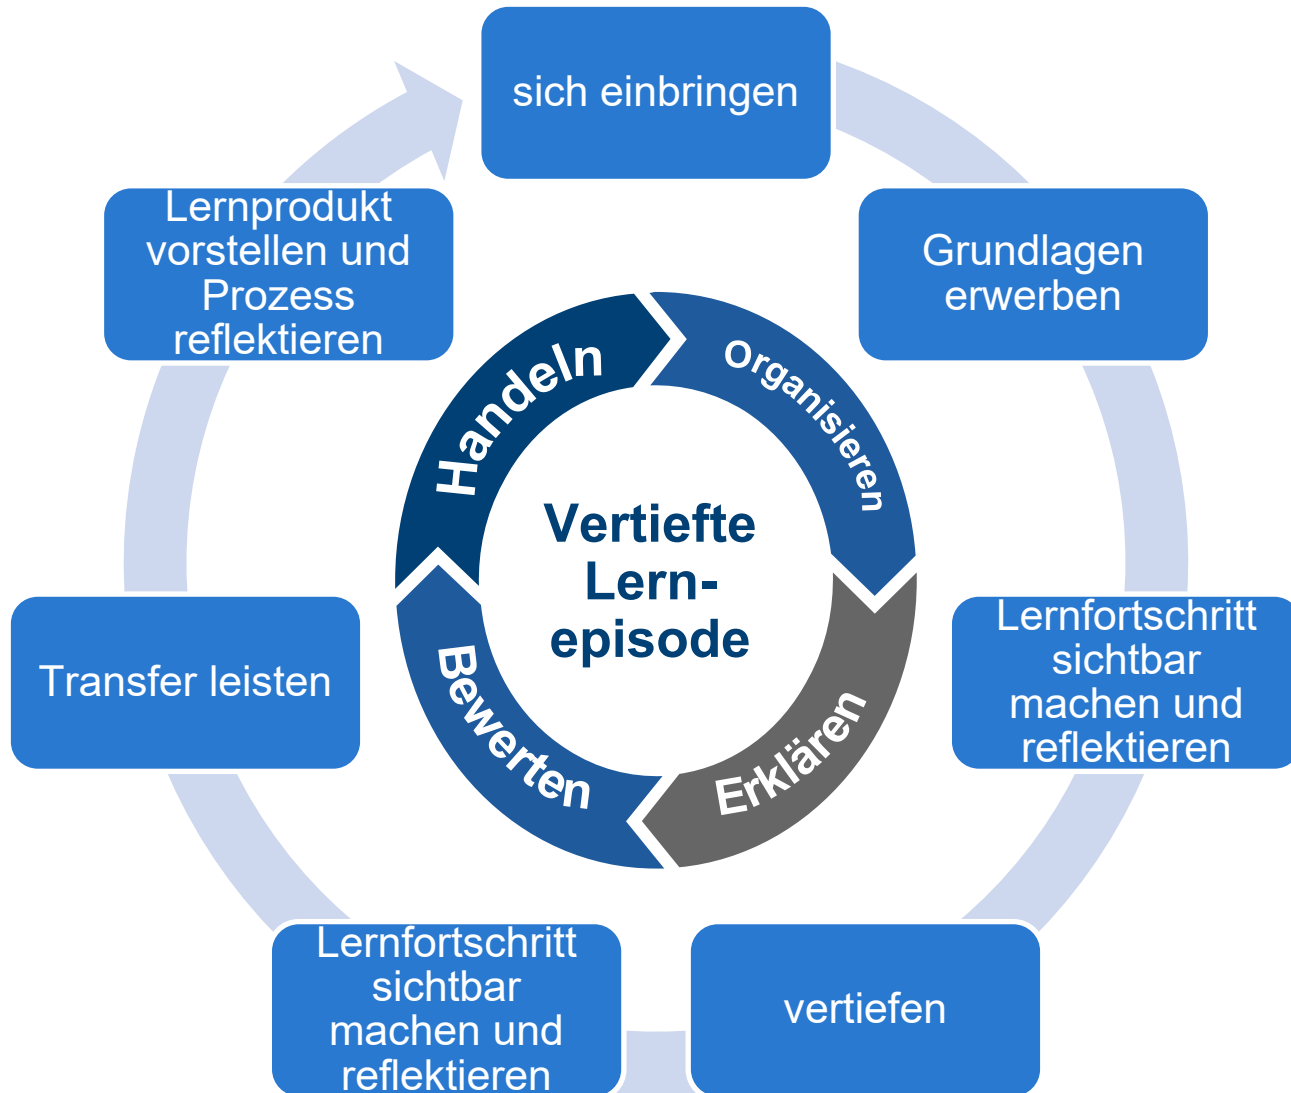 sich einbringen
Grundlagen
erwerben
Lernfortschritt
sichtbar
machen und
reflektieren
vertiefen
Lernfortschritt
sichtbar
machen und
reflektieren
Transfer leisten
Lernprodukt
vorstellen und
Prozess
reflektieren
Organisieren
Erklären
Bewerten
Handeln
Vertiefte
Lern-
episode